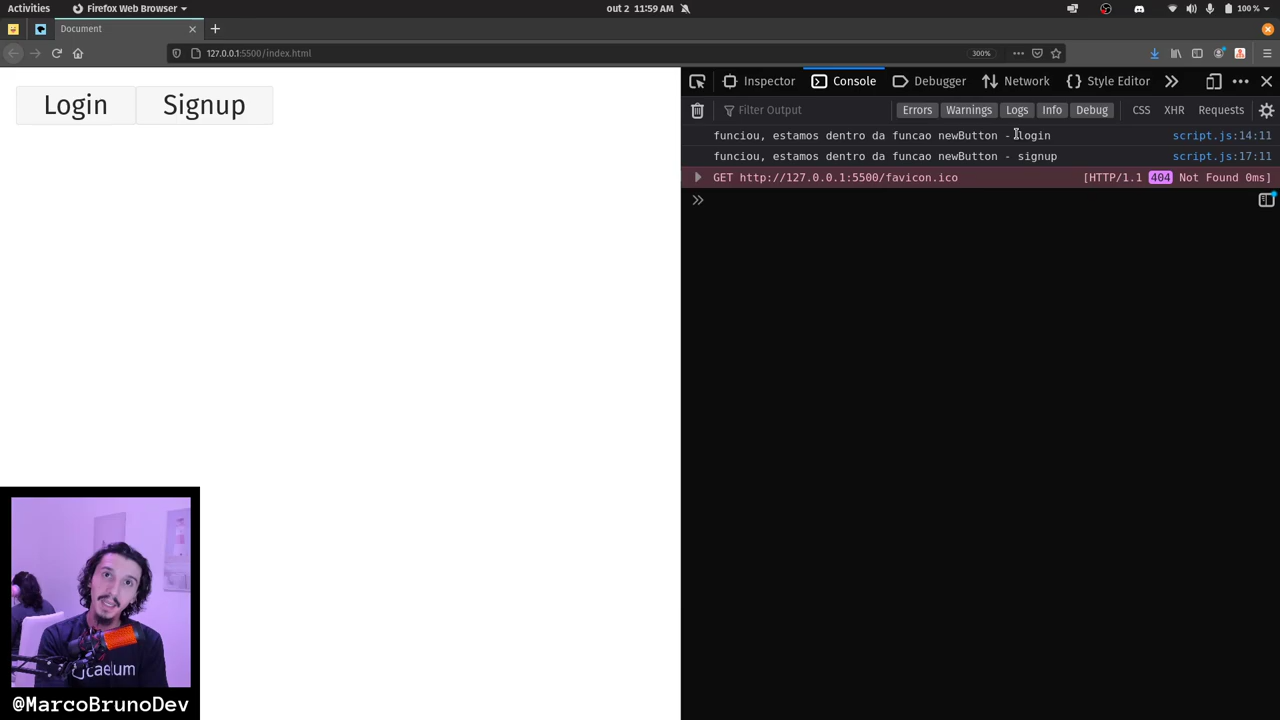 Activities
Firefox Web Browser
out 2 11:59 AM
100 %
Document
127.0.0.1:5500/index.html
300%
Login
Signup
Inspector
Console
Debugger
Network
Style Editor
Filter Output
Errors
Warnings
Logs
Info
Debug
CSS
XHR
Requests
funciou, estamos dentro da funcao newButton - login
script.js:14:11
funciou, estamos dentro da funcao newButton - signup
script.js:17:11
GET http://127.0.0.1:5500/favicon.ico
[HTTP/1.1 404 Not Found 0ms]
caelum
@MarcoBrunoDev